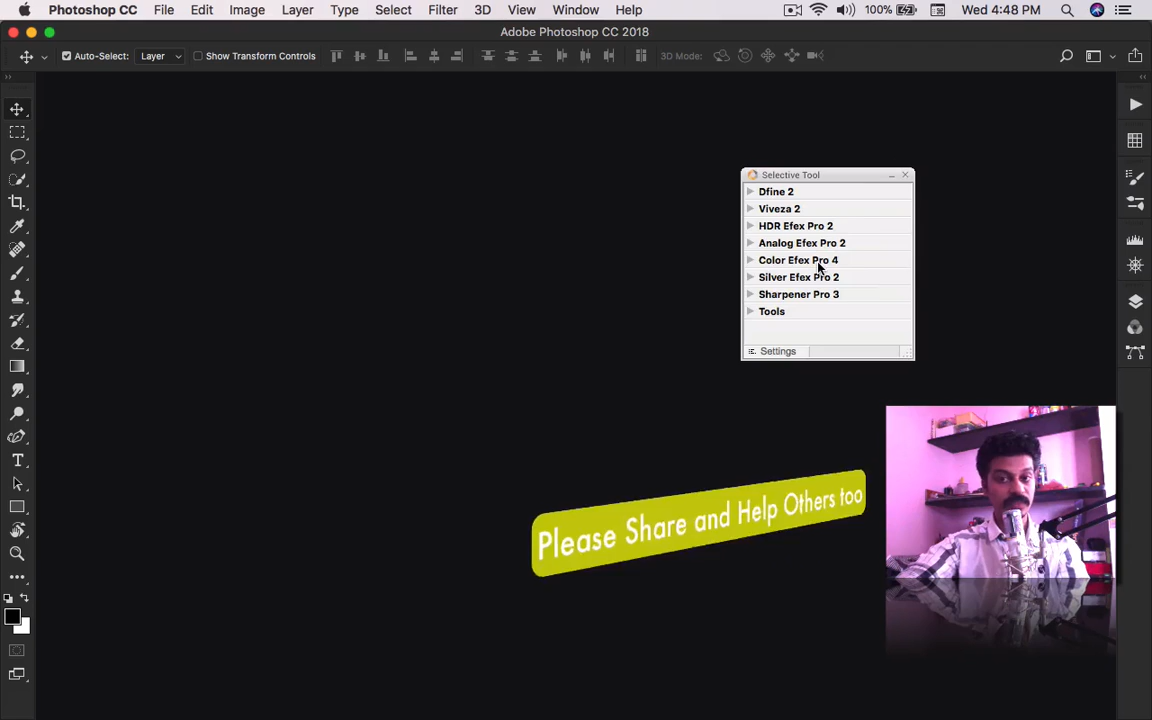 Photoshop CC File Edit Image Layer Type Select Filter 3D View Window Help 100% Wed 4:48 PM
Adobe Photoshop CC 2018
Auto-Select: Layer Show Transform Controls 3D Mode:
Selective Tool
Dfine 2
Viveza 2
HDR Efex Pro 2
Analog Efex Pro 2
Color Efex Pro 4
Silver Efex Pro 2
Sharpener Pro 3
Tools
Settings
Please Share and Help Others too